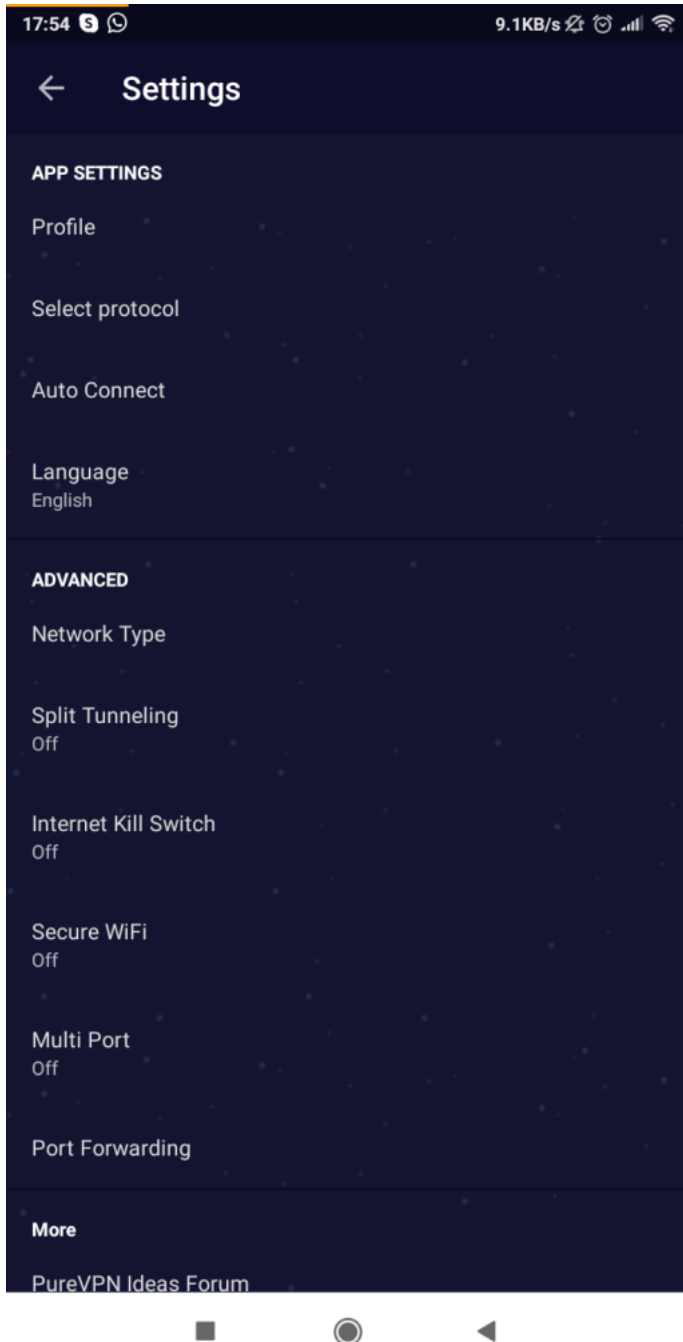 17:54
9.1KB/s
Settings
APP SETTINGS
Profile
Select protocol
Auto Connect
Language
English
ADVANCED
Network Type
Split Tunneling
Off
Internet Kill Switch
Off
Secure WiFi
Off
Multi Port
Off
Port Forwarding
More
PureVPN Ideas Forum